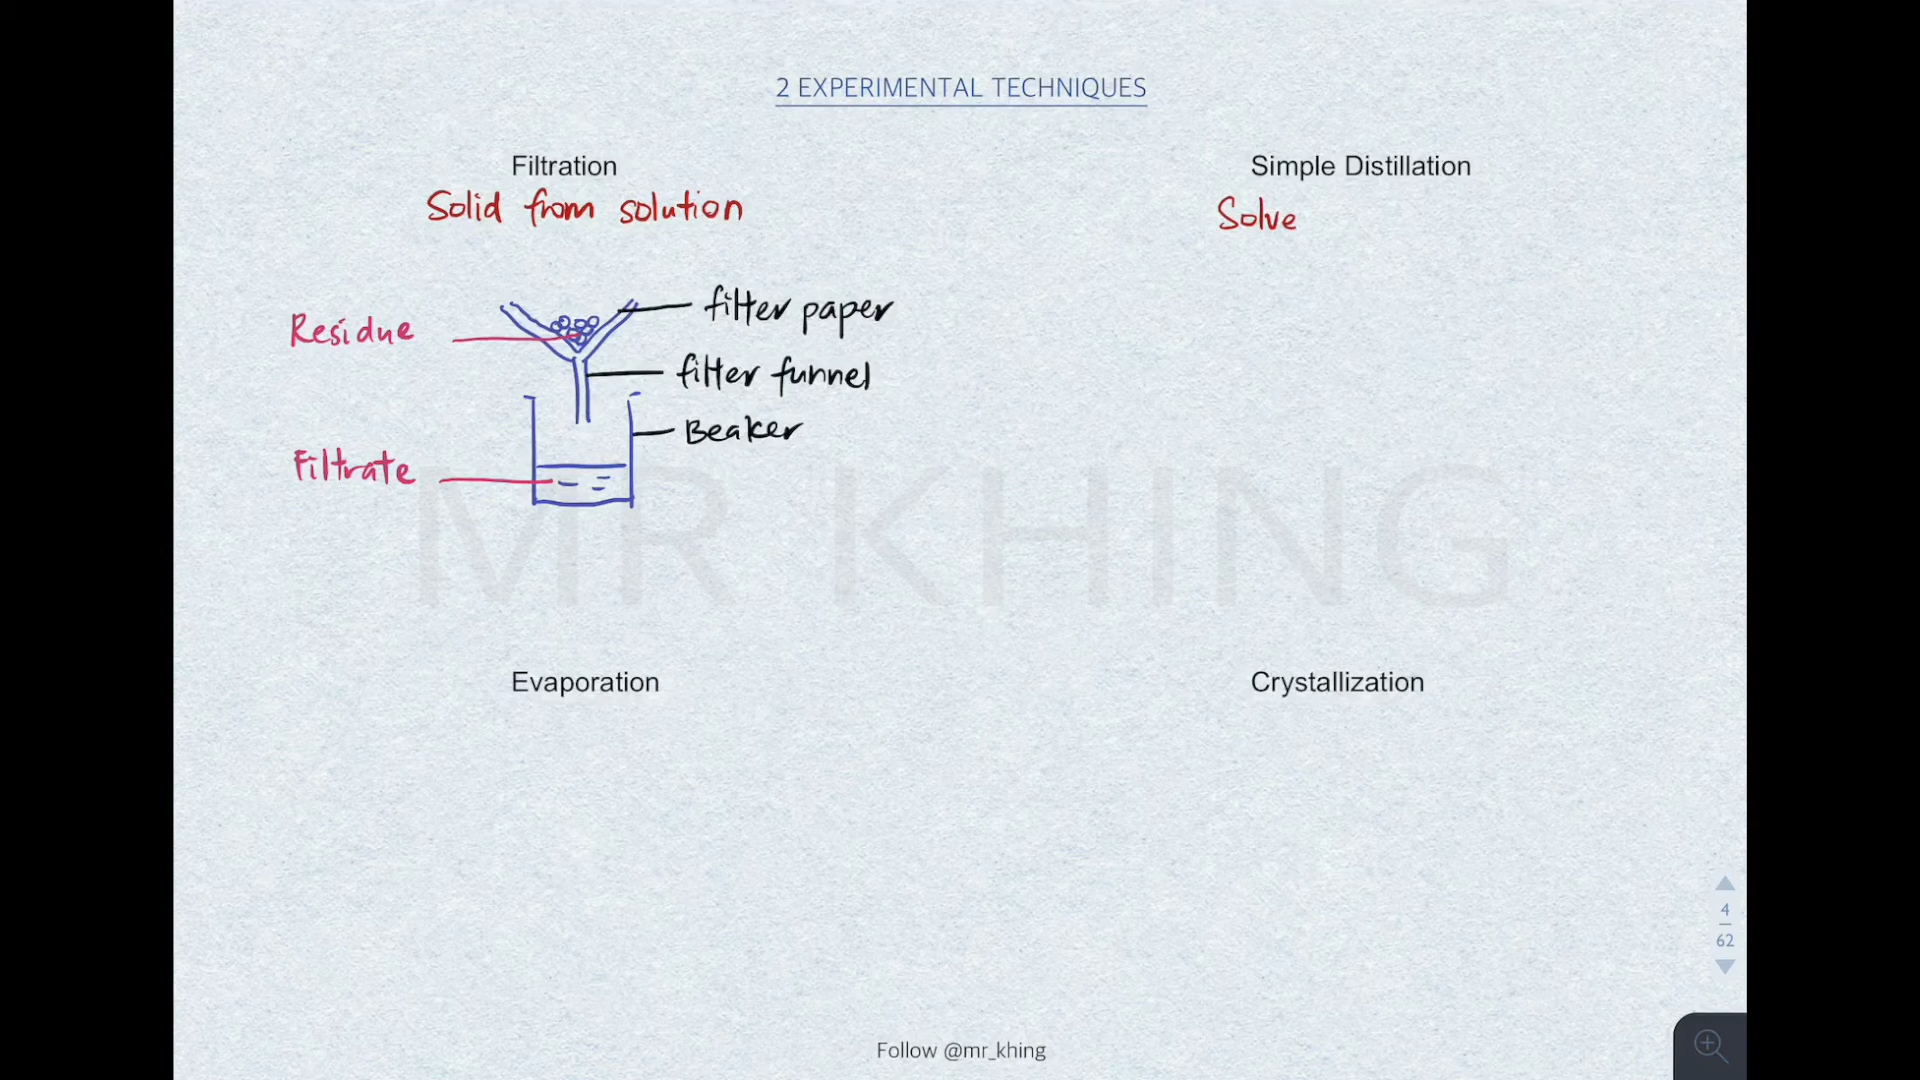 2 EXPERIMENTAL TECHNIQUES
Filtration
Solid from solution
Residue
filter paper
filter funnel
Beaker
Filtrate
Simple Distillation
Solve
MR KHING
Evaporation
Crystallization
4
62
Follow @mr_khing